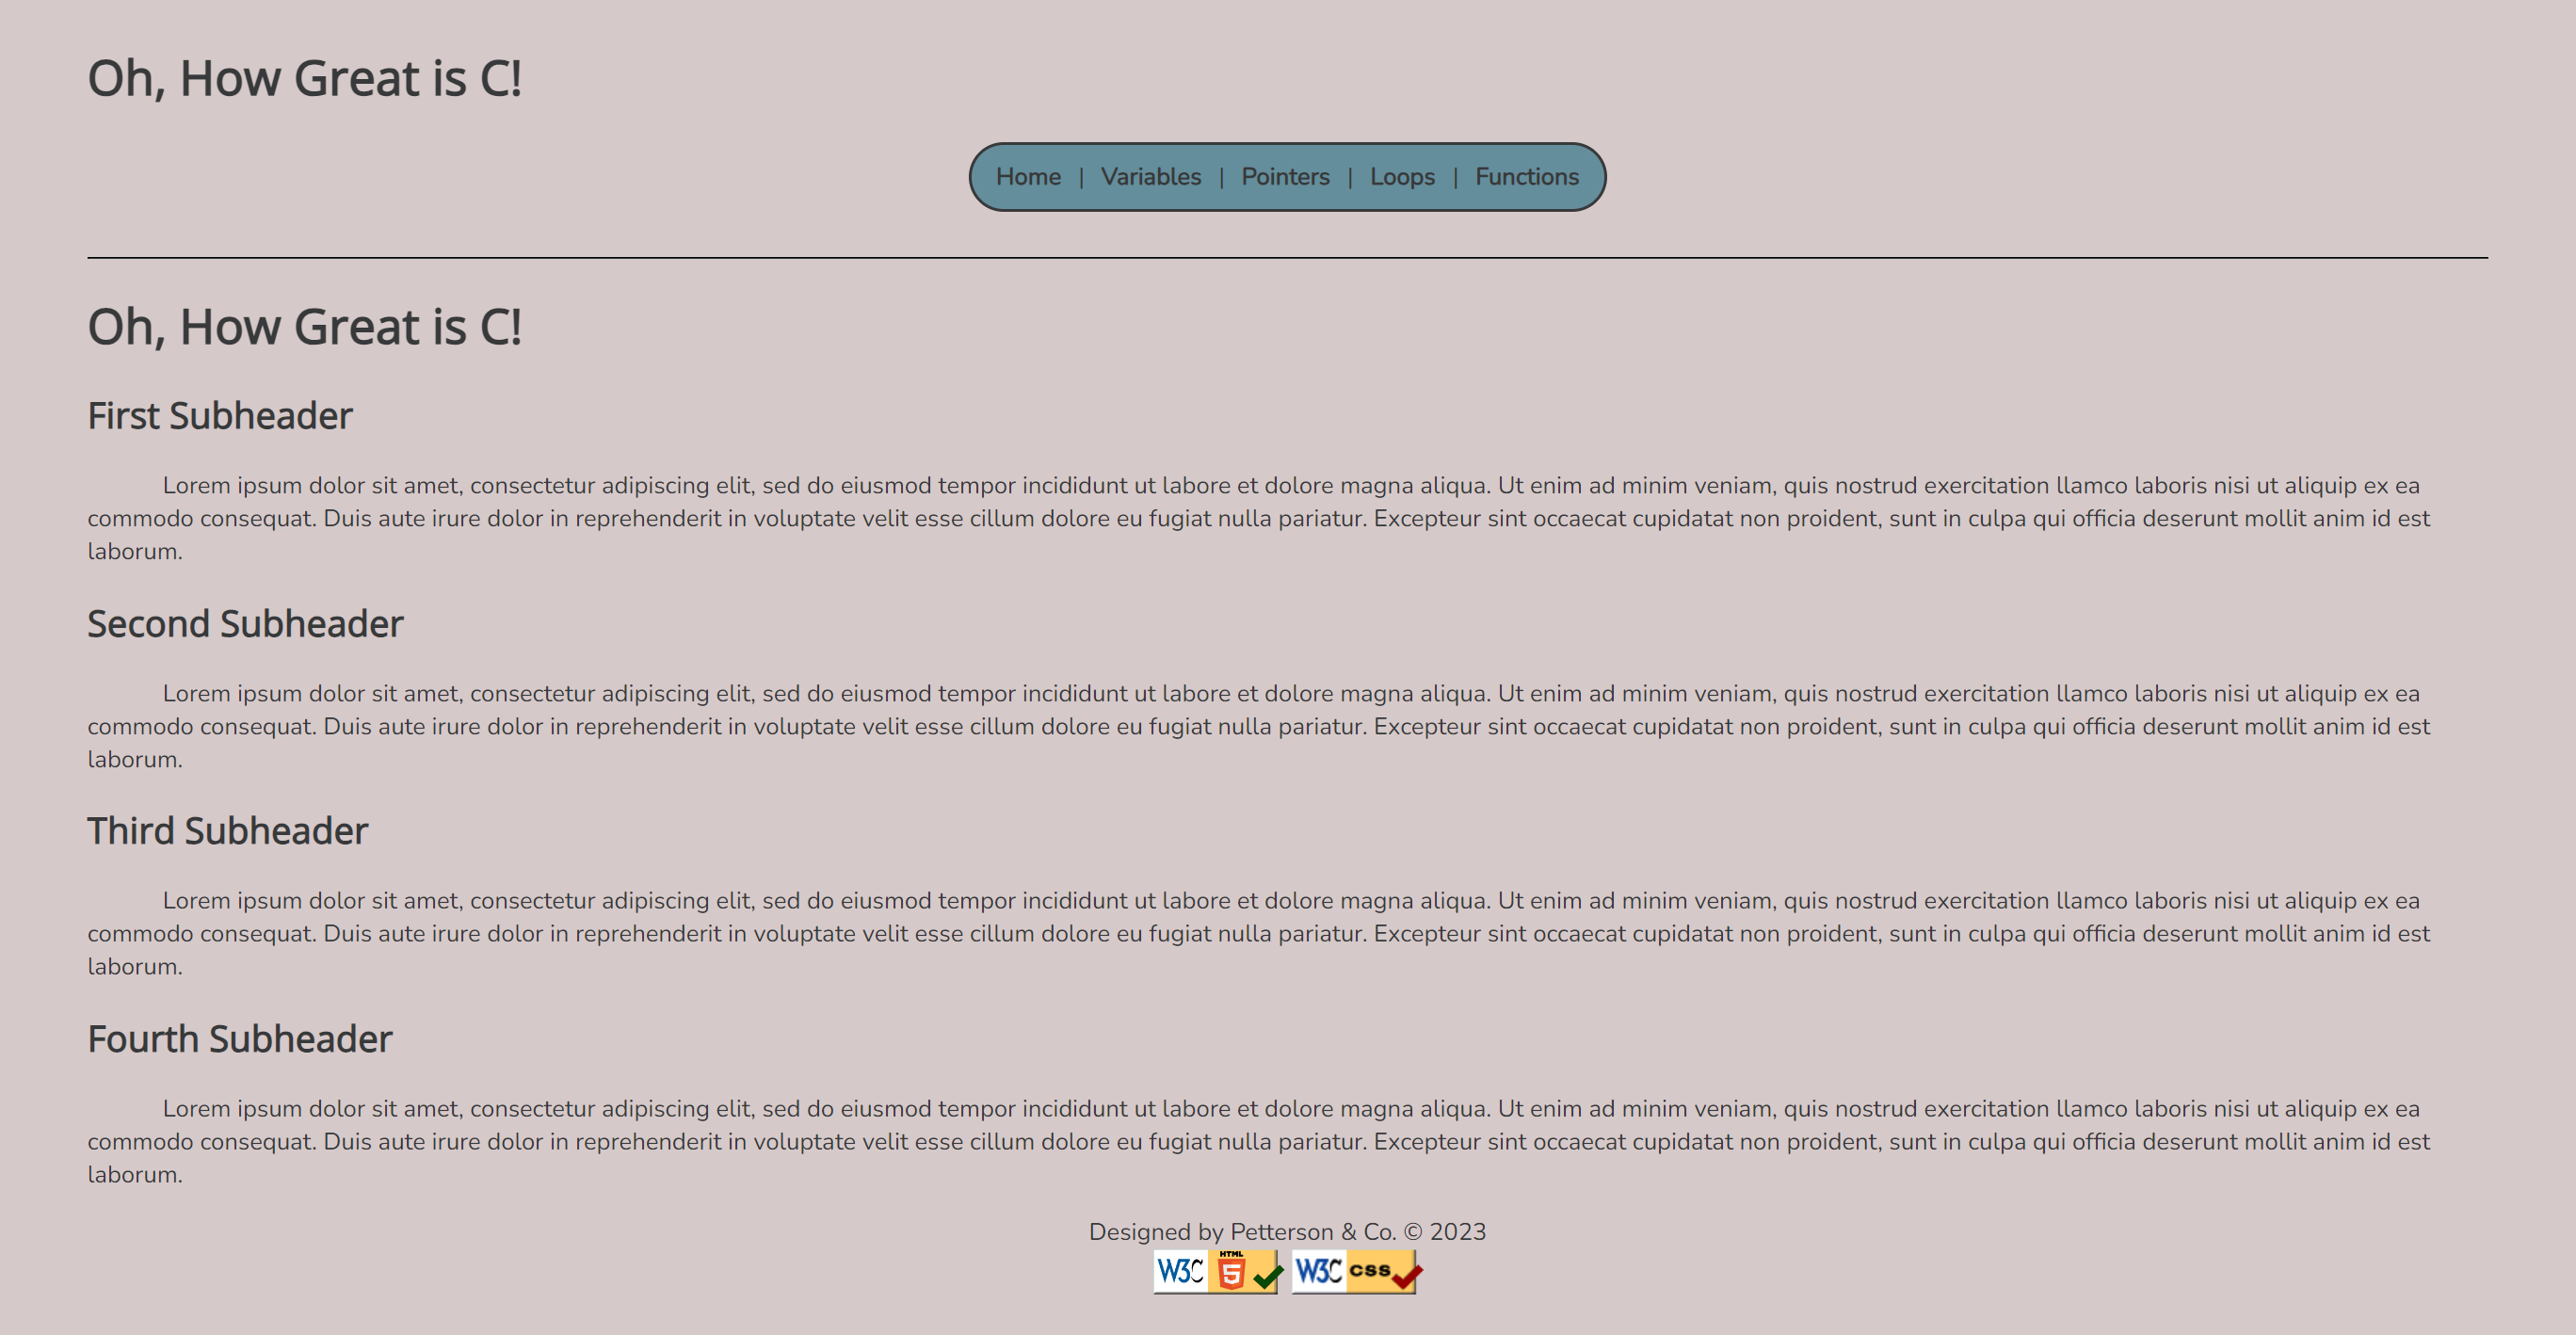 Oh, How Great is C!
Home | Variables | Pointers | Loops | Functions
Oh, How Great is C!
First Subheader
Lorem ipsum dolor sit amet, consectetur adipiscing elit, sed do eiusmod tempor incididunt ut labore et dolore magna aliqua. Ut enim ad minim veniam, quis nostrud exercitation llamco laboris nisi ut aliquip ex ea
commodo consequat. Duis aute irure dolor in reprehenderit in voluptate velit esse cillum dolore eu fugiat nulla pariatur. Excepteur sint occaecat cupidatat non proident, sunt in culpa qui officia deserunt mollit anim id est
laborum.
Second Subheader
Lorem ipsum dolor sit amet, consectetur adipiscing elit, sed do eiusmod tempor incididunt ut labore et dolore magna aliqua. Ut enim ad minim veniam, quis nostrud exercitation llamco laboris nisi ut aliquip ex ea
commodo consequat. Duis aute irure dolor in reprehenderit in voluptate velit esse cillum dolore eu fugiat nulla pariatur. Excepteur sint occaecat cupidatat non proident, sunt in culpa qui officia deserunt mollit anim id est
laborum.
Third Subheader
Lorem ipsum dolor sit amet, consectetur adipiscing elit, sed do eiusmod tempor incididunt ut labore et dolore magna aliqua. Ut enim ad minim veniam, quis nostrud exercitation llamco laboris nisi ut aliquip ex ea
commodo consequat. Duis aute irure dolor in reprehenderit in voluptate velit esse cillum dolore eu fugiat nulla pariatur. Excepteur sint occaecat cupidatat non proident, sunt in culpa qui officia deserunt mollit anim id est
laborum.
Fourth Subheader
Lorem ipsum dolor sit amet, consectetur adipiscing elit, sed do eiusmod tempor incididunt ut labore et dolore magna aliqua. Ut enim ad minim veniam, quis nostrud exercitation llamco laboris nisi ut aliquip ex ea
commodo consequat. Duis aute irure dolor in reprehenderit in voluptate velit esse cillum dolore eu fugiat nulla pariatur. Excepteur sint occaecat cupidatat non proident, sunt in culpa qui officia deserunt mollit anim id est
laborum.
Designed by Petterson & Co. © 2023
W3C HTML 5 W3C css